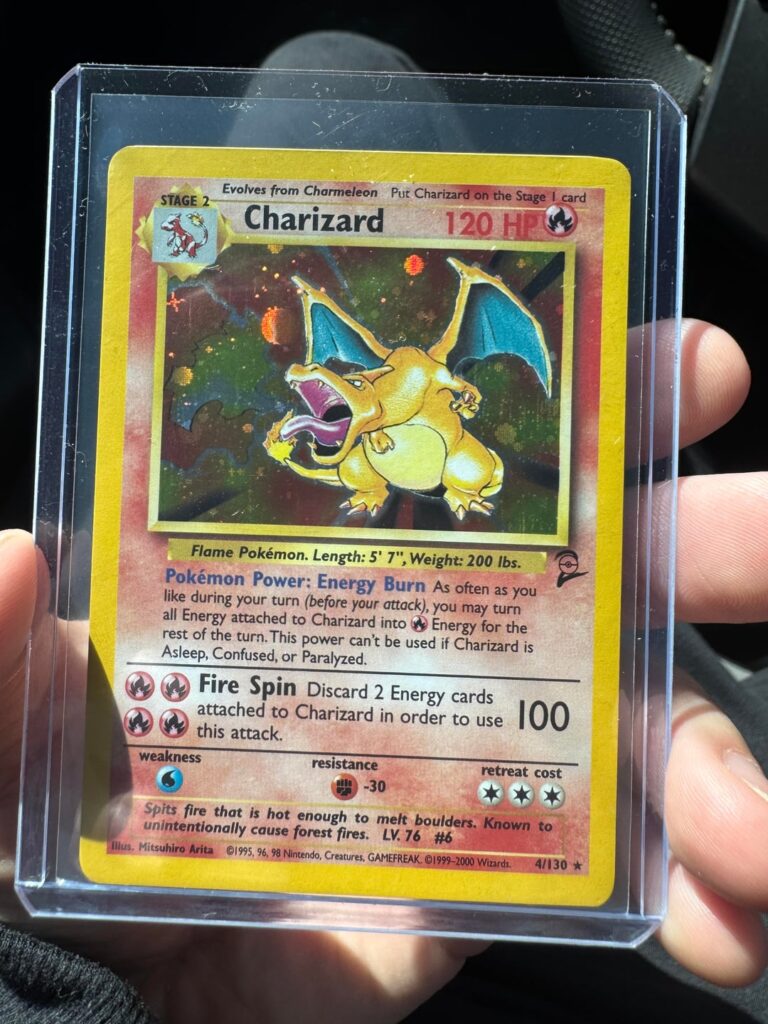 Evolves from Charmeleon Put Charizard on the Stage 1 card
STAGE 2
Charizard 120 HP
Flame Pokémon. Length: 5' 7", Weight: 200 lbs.
Pokémon Power: Energy Burn As often as you
like during your turn (before your attack), you may turn
all Energy attached to Charizard into Energy for the
rest of the turn. This power can't be used if Charizard is
Asleep, Confused, or Paralyzed.
Fire Spin Discard 2 Energy cards
attached to Charizard in order to use 100
this attack.
weakness resistance retreat cost
-30
Spits fire that is hot enough to melt boulders. Known to
unintentionally cause forest fires. LV. 76 #6
Illus. Mitsuhiro Arita ©1995, 96, 98 Nintendo, Creatures, GAMEFREAK. ©1999-2000 Wizards. 4/130 ★